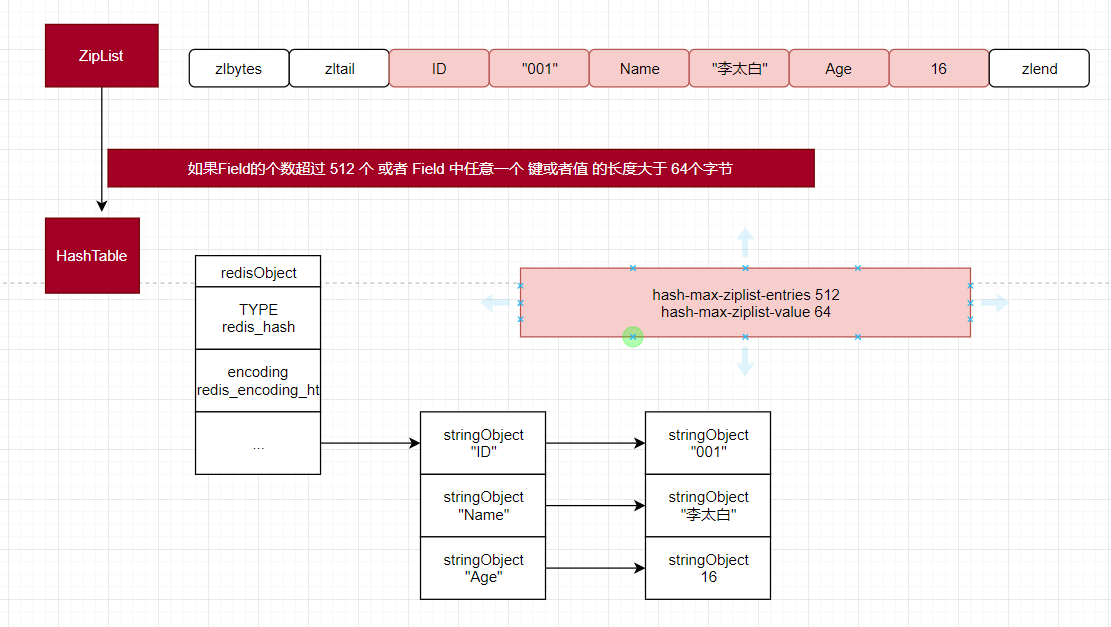 ZipList
zlbytes
zltail
ID
"001"
Name
"李太白"
Age
16
zlend
如果Field的个数超过 512 个 或者 Field 中任意一个 键或者值 的长度大于 64个字节
HashTable
redisObject
TYPE
redis_hash
encoding
redis_encoding_ht
...
hash-max-ziplist-entries 512
hash-max-ziplist-value 64
stringObject
"ID"
stringObject
"001"
stringObject
"Name"
stringObject
"李太白"
stringObject
"Age"
stringObject
16